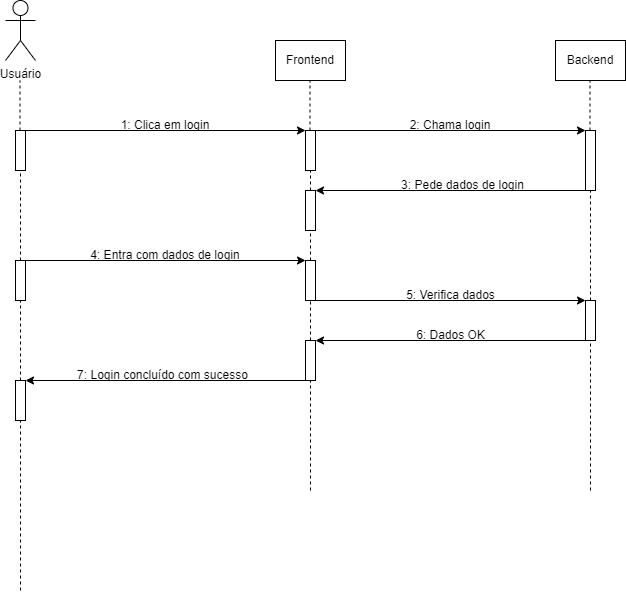 Usuário
Frontend
Backend
1: Clica em login
2: Chama login
3: Pede dados de login
4: Entra com dados de login
5: Verifica dados
6: Dados OK
7: Login concluído com sucesso